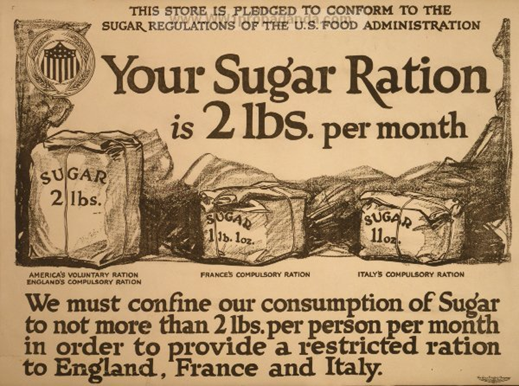 THIS STORE IS PLEDGED TO CONFORM TO THE
SUGAR REGULATIONS OF THE U.S. FOOD ADMINISTRATION
Your Sugar Ration
is 2 lbs. per month
SUGAR
2 lbs.
SUGAR
1 lb. 1oz.
SUGAR
11 oz.
AMERICA'S VOLUNTARY RATION
ENGLAND'S COMPULSORY RATION
FRANCE'S COMPULSORY RATION
ITALY'S COMPULSORY RATION
We must confine our consumption of Sugar
to not more than 2 lbs. per person per month
in order to provide a restricted ration
to England, France and Italy.